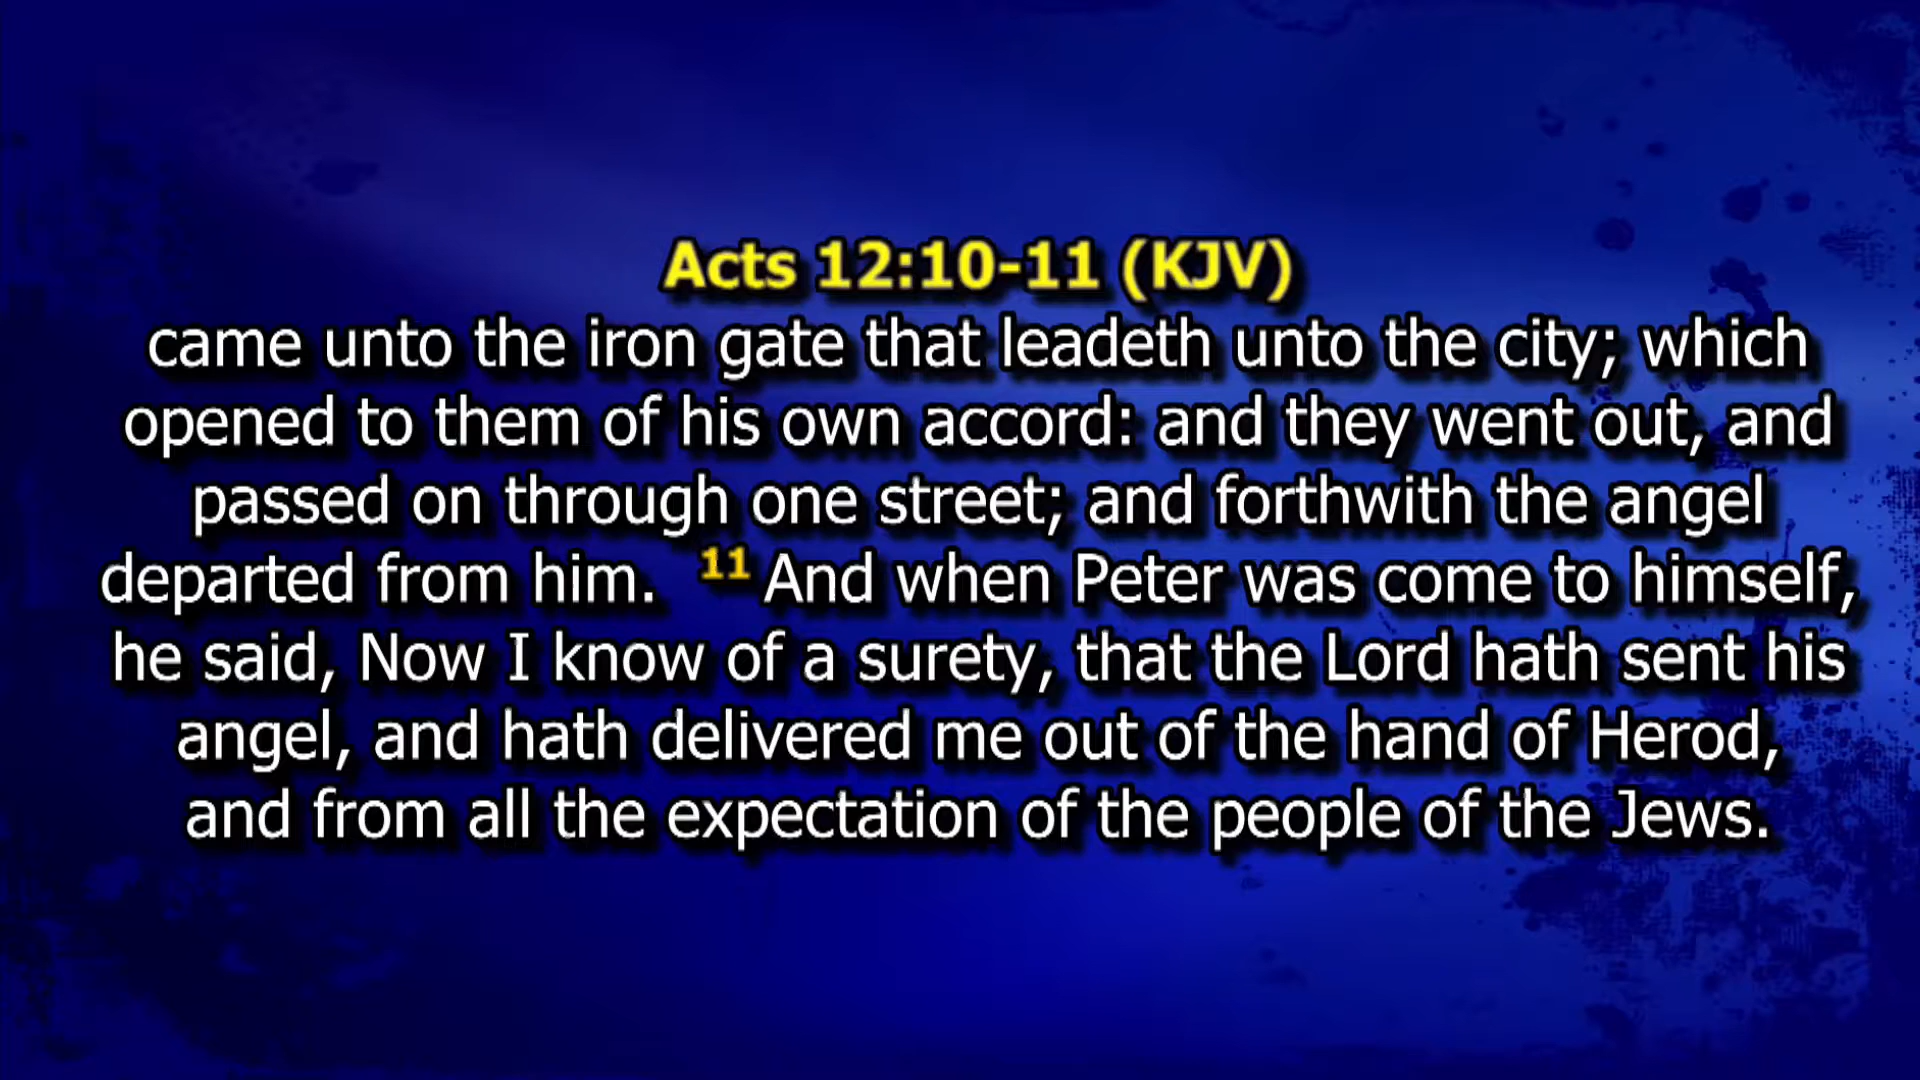 Acts 12:10-11 (KJV)
came unto the iron gate that leadeth unto the city; which
opened to them of his own accord: and they went out, and
passed on through one street; and forthwith the angel
departed from him. 11 And when Peter was come to himself,
he said, Now I know of a surety, that the Lord hath sent his
angel, and hath delivered me out of the hand of Herod,
and from all the expectation of the people of the Jews.